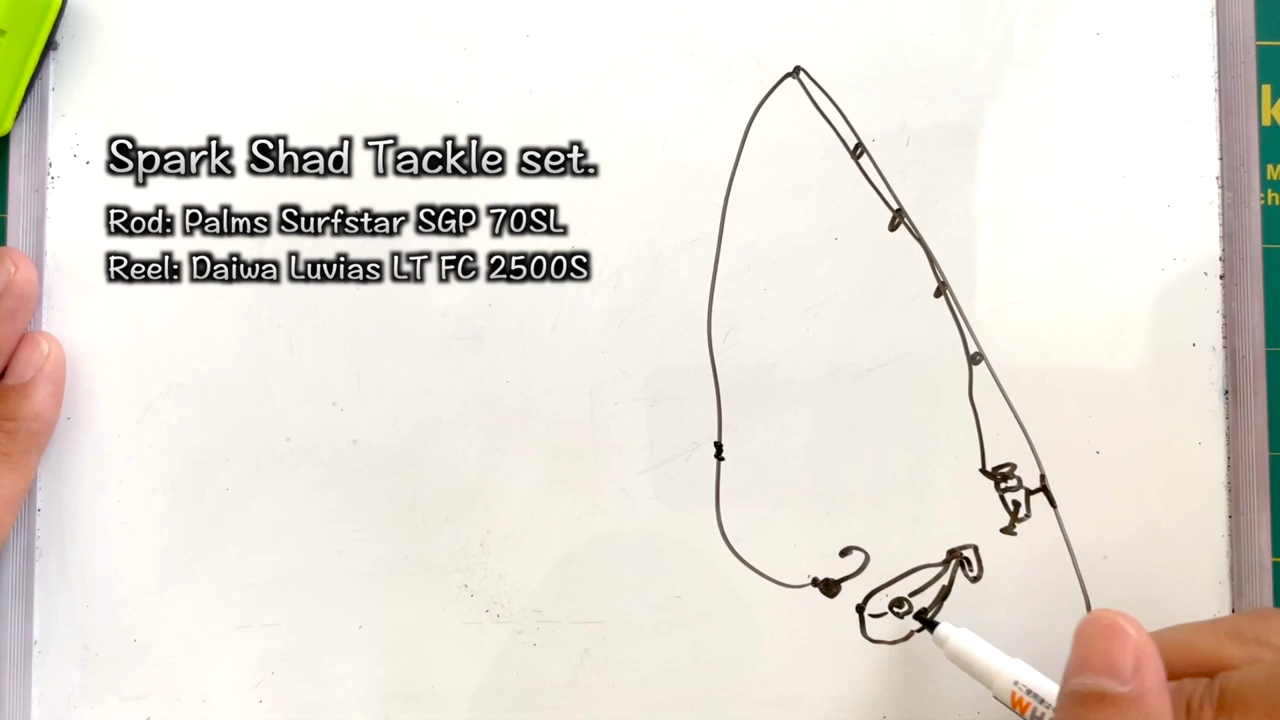 Spark Shad Tackle set.
Rod: Palms Surfstar SGP 70SL
Reel: Daiwa Luvias LT FC 2500S